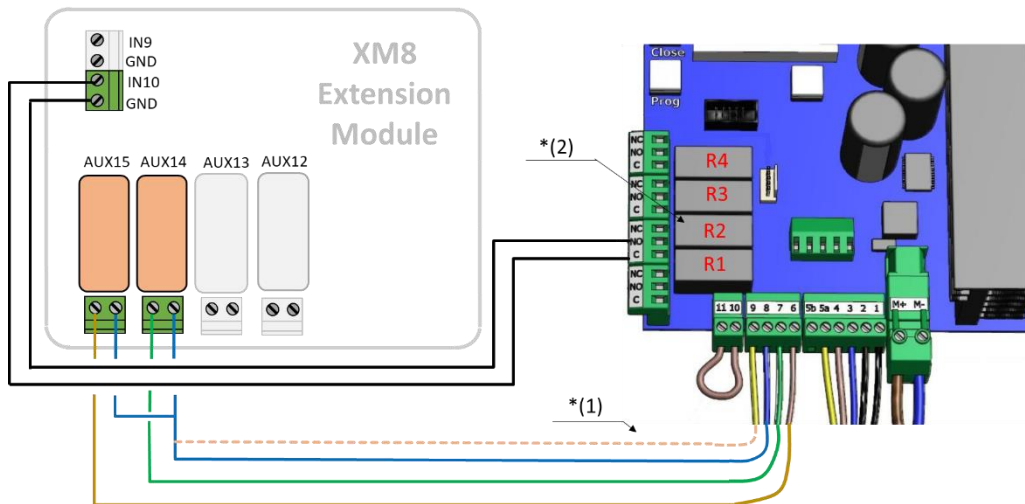 IN9
GND
IN10
GND
XM8
Extension
Module
AUX15
AUX14
AUX13
AUX12
*(2)
*(1)
Close
Prog
NC
NO
C
NC
NO
C
NC
NO
C
NC
NO
C
R4
R3
R2
R1
11 10
9 8 7 6
5b 5a 4 3 2 1
M+ M-